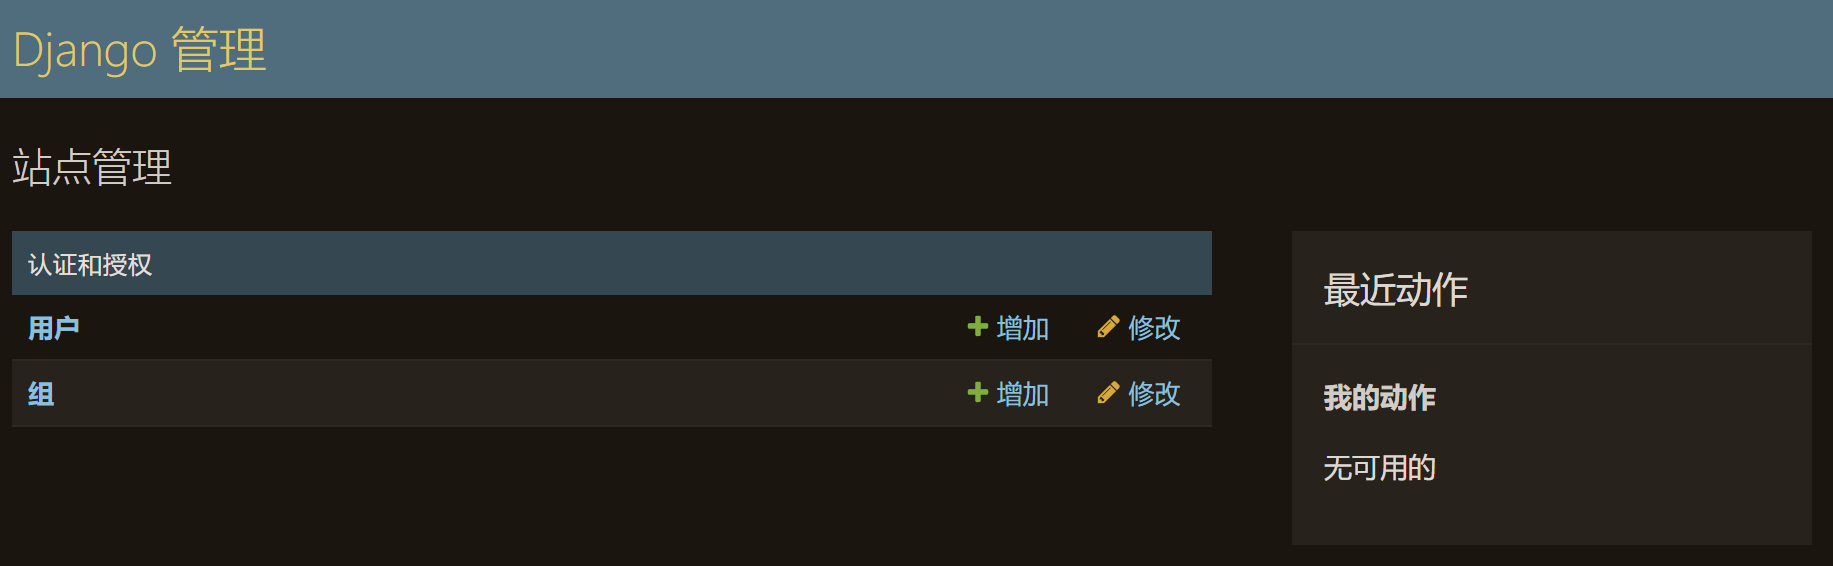 Django 管理
站点管理
认证和授权
用户 增加 修改
组 增加 修改
最近动作
我的动作
无可用的